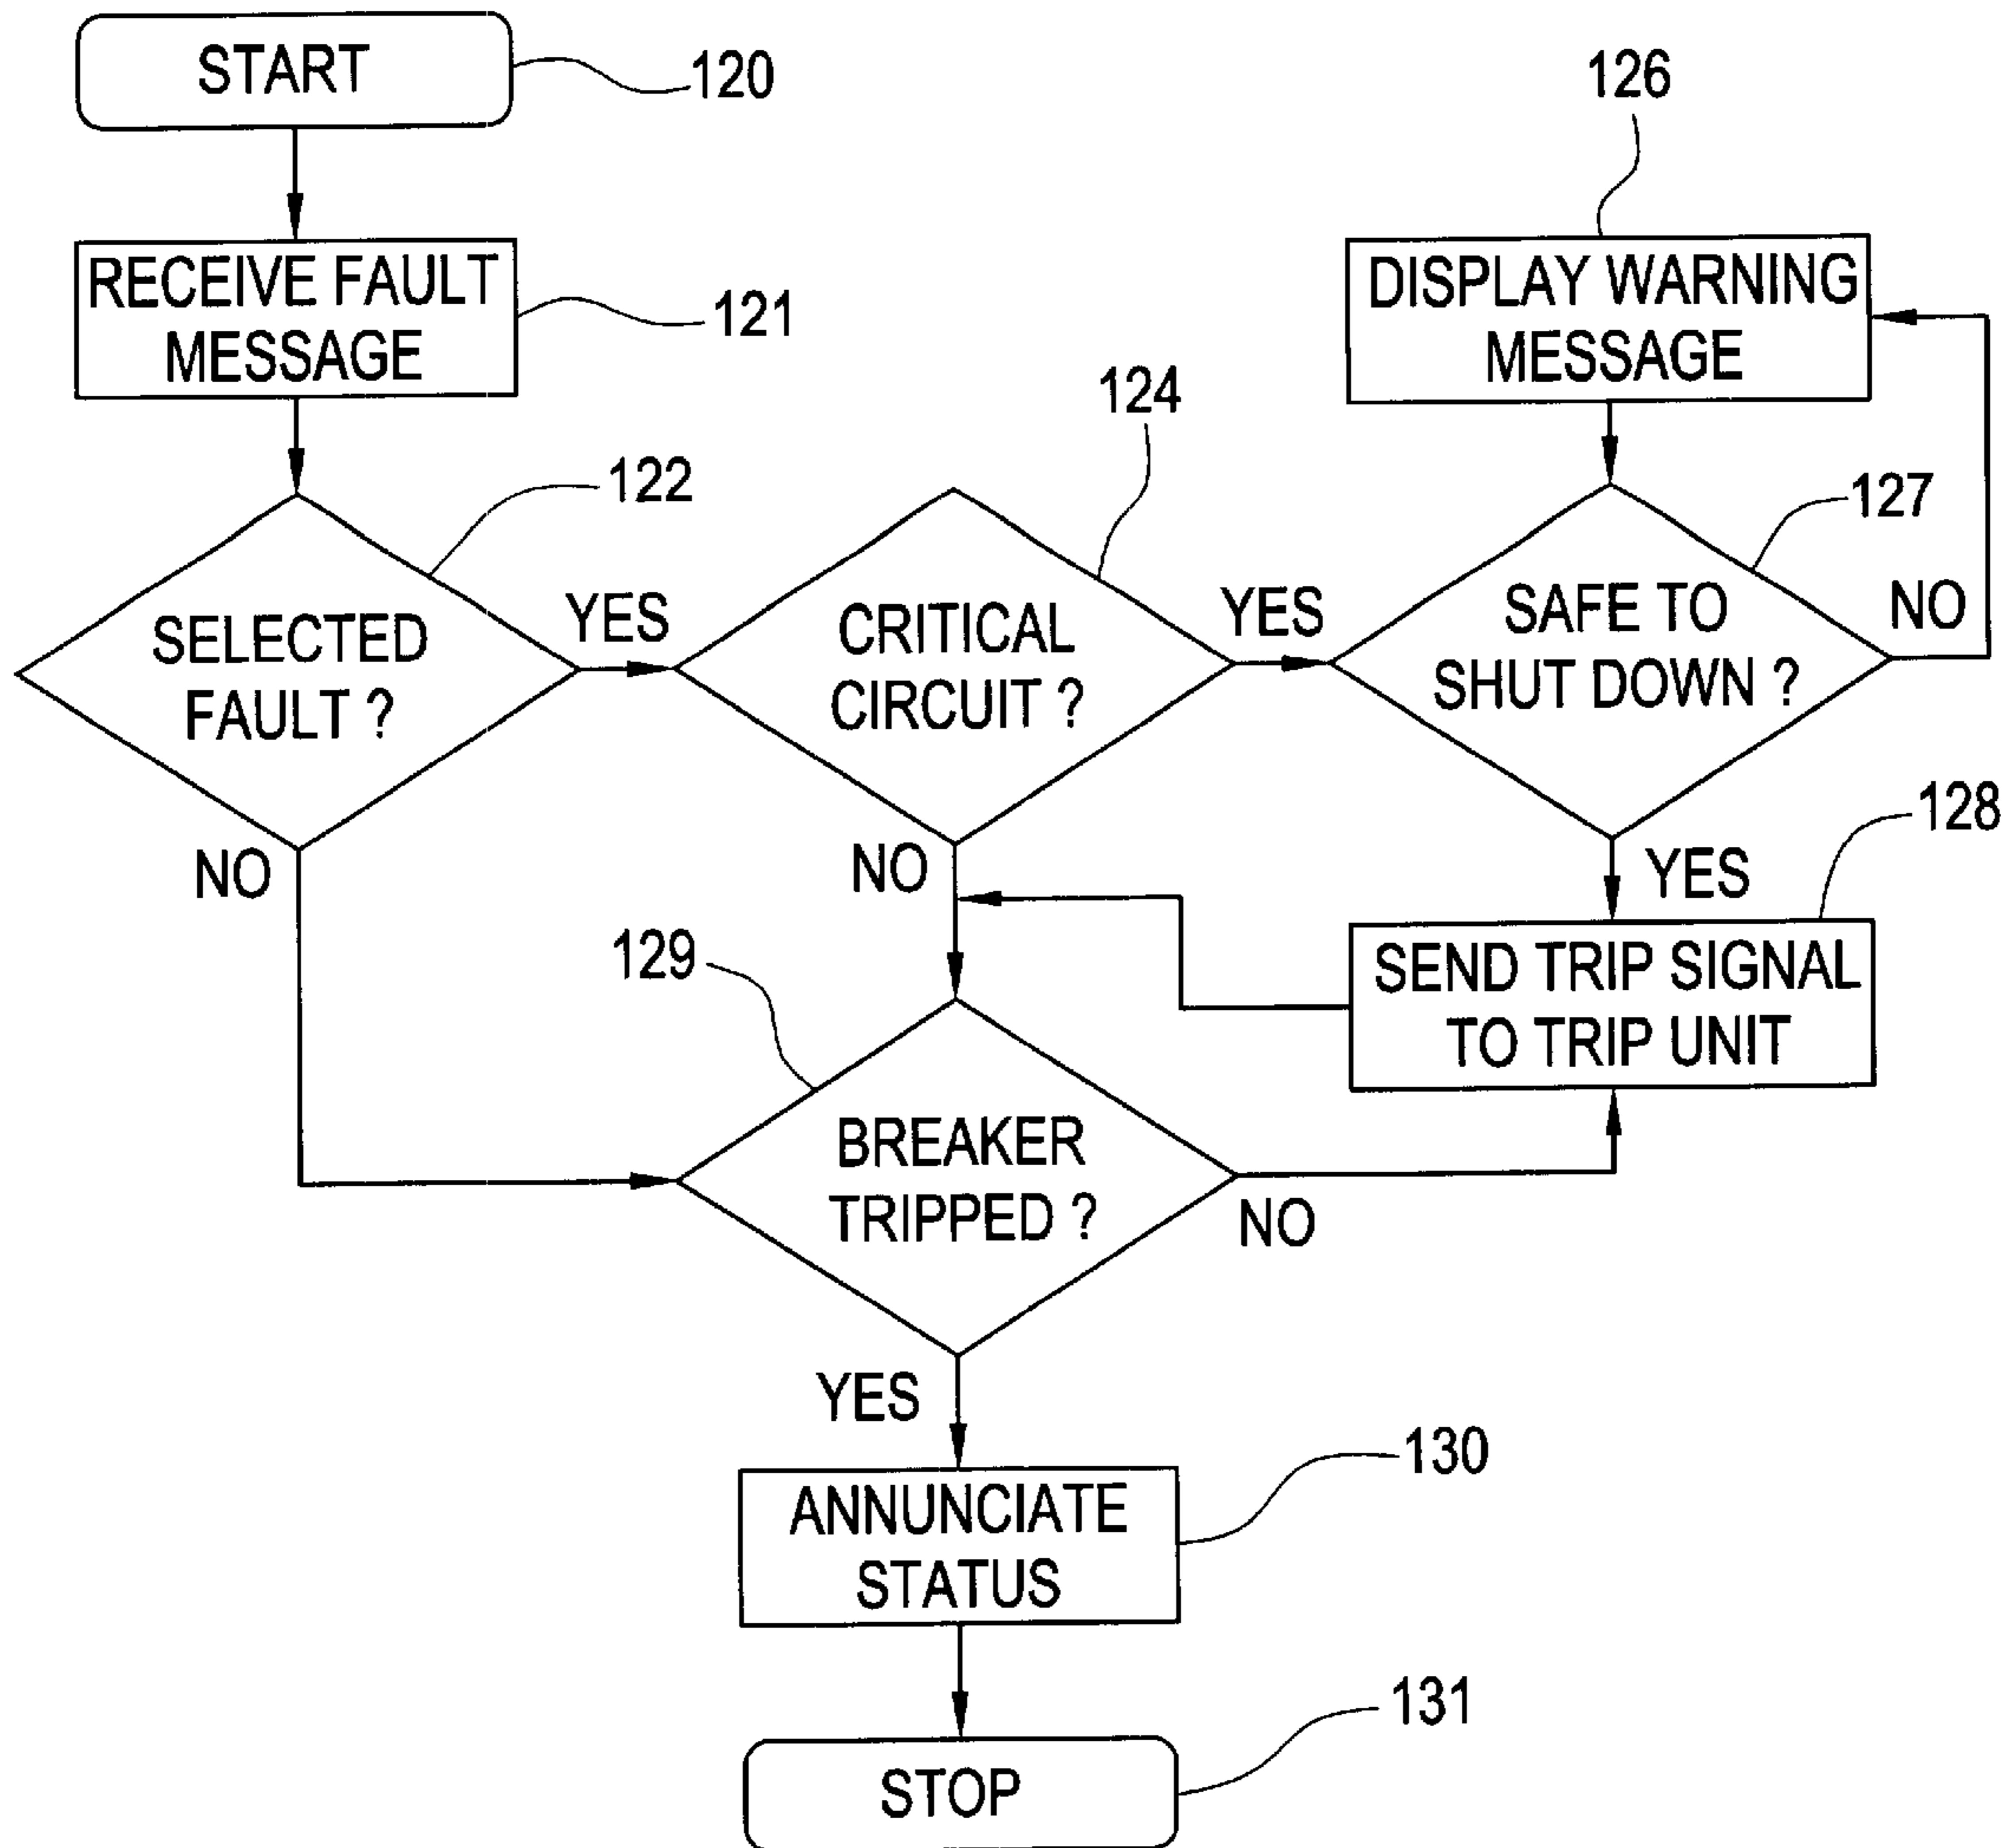 START
120
126
RECEIVE FAULT
MESSAGE
121
DISPLAY WARNING
MESSAGE
124
122
127
SELECTED
FAULT ?
YES
CRITICAL
CIRCUIT ?
YES
SAFE TO
SHUT DOWN ?
NO
NO
NO
YES
128
129
SEND TRIP SIGNAL
TO TRIP UNIT
BREAKER
TRIPPED ?
NO
YES
130
ANNUNCIATE
STATUS
131
STOP